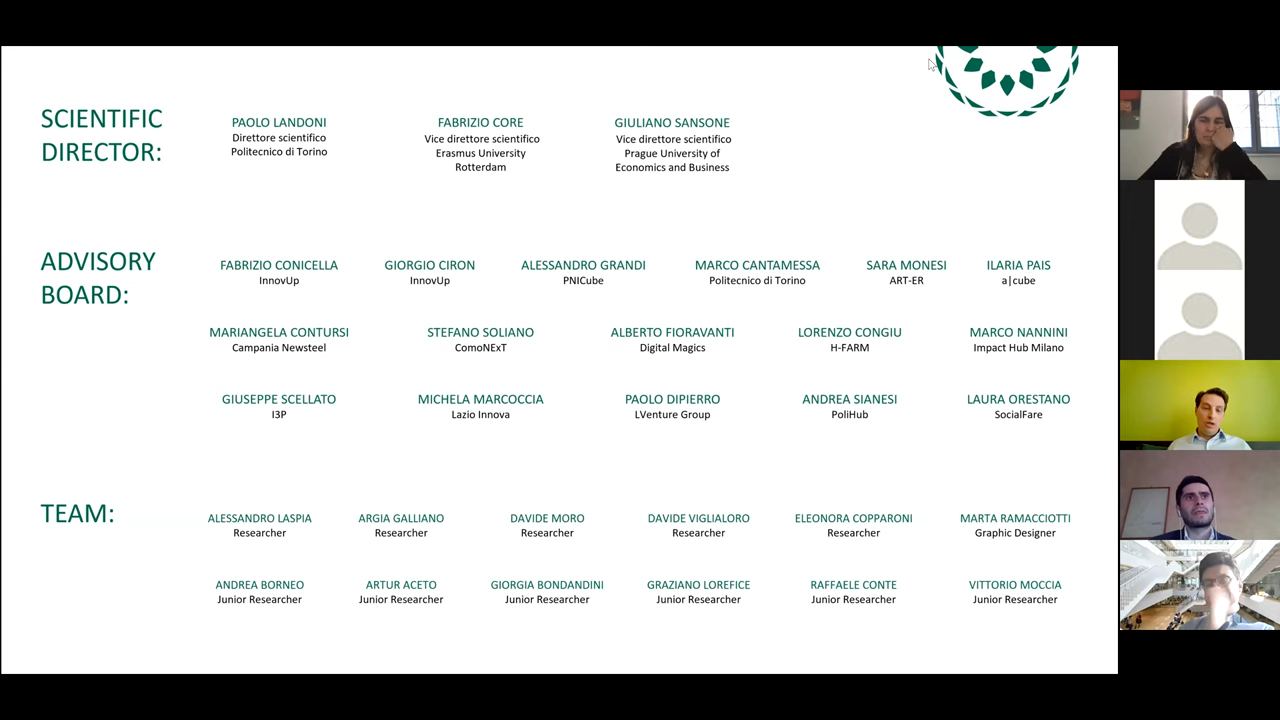 SCIENTIFIC
DIRECTOR:
PAOLO LANDONI
Direttore scientifico
Politecnico di Torino
FABRIZIO CORE
Vice direttore scientifico
Erasmus University
Rotterdam
GIULIANO SANSONE
Vice direttore scientifico
Prague University of
Economics and Business
ADVISORY
BOARD:
FABRIZIO CONICELLA
InnovUp
GIORGIO CIRON
InnovUp
ALESSANDRO GRANDI
PNICube
MARCO CANTAMESSA
Politecnico di Torino
SARA MONESI
ART-ER
ILARIA PAIS
a|cube
MARIANGELA CONTURSI
Campania Newsteel
STEFANO SOLIANO
ComoNExT
ALBERTO FIORAVANTI
Digital Magics
LORENZO CONGIU
H-FARM
MARCO NANNINI
Impact Hub Milano
GIUSEPPE SCELLATO
I3P
MICHELA MARCOCCIA
Lazio Innova
PAOLO DIPIERRO
LVenture Group
ANDREA SIANESI
PoliHub
LAURA ORESTANO
SocialFare
TEAM:
ALESSANDRO LASPIA
Researcher
ARGIA GALLIANO
Researcher
DAVIDE MORO
Researcher
DAVIDE VIGLIALORO
Researcher
ELEONORA COPPARONI
Researcher
MARTA RAMACCIOTTI
Graphic Designer
ANDREA BORNEO
Junior Researcher
ARTUR ACETO
Junior Researcher
GIORGIA BONDANDINI
Junior Researcher
GRAZIANO LOREFICE
Junior Researcher
RAFFAELE CONTE
Junior Researcher
VITTORIO MOCCIA
Junior Researcher